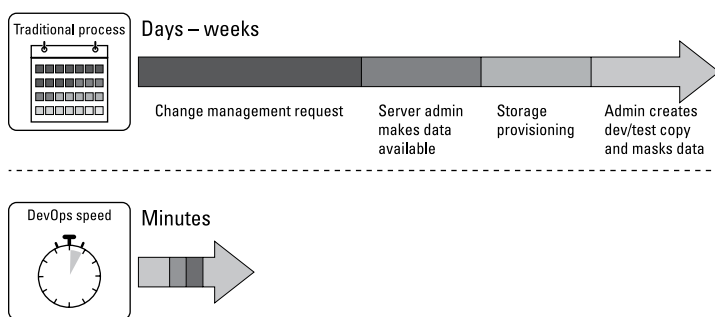 Traditional process
Days – weeks
Change management request
Server admin
makes data
available
Storage
provisioning
Admin creates
dev/test copy
and masks data
DevOps speed
Minutes